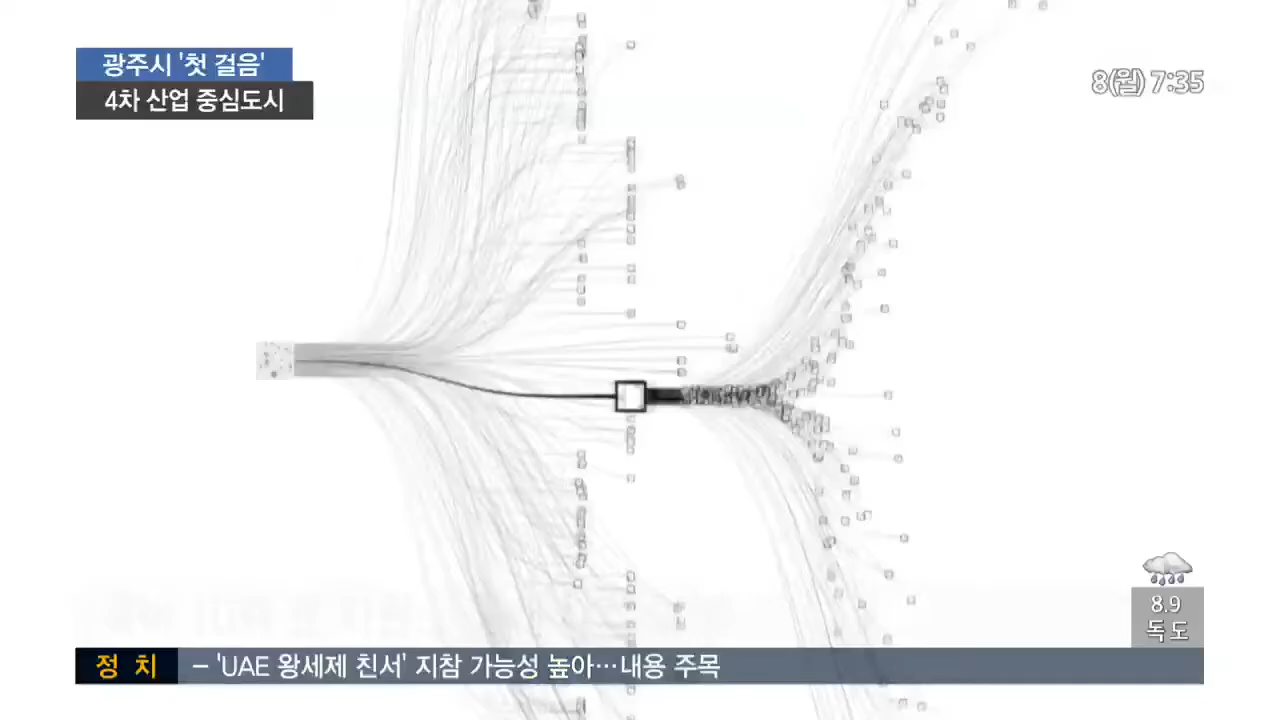 광주시 '첫 걸음'
4차 산업 중심도시
8(월) 7:35
8.9
독도
정 치 – 'UAE 왕세제 친서' 지참 가능성 높아…내용 주목